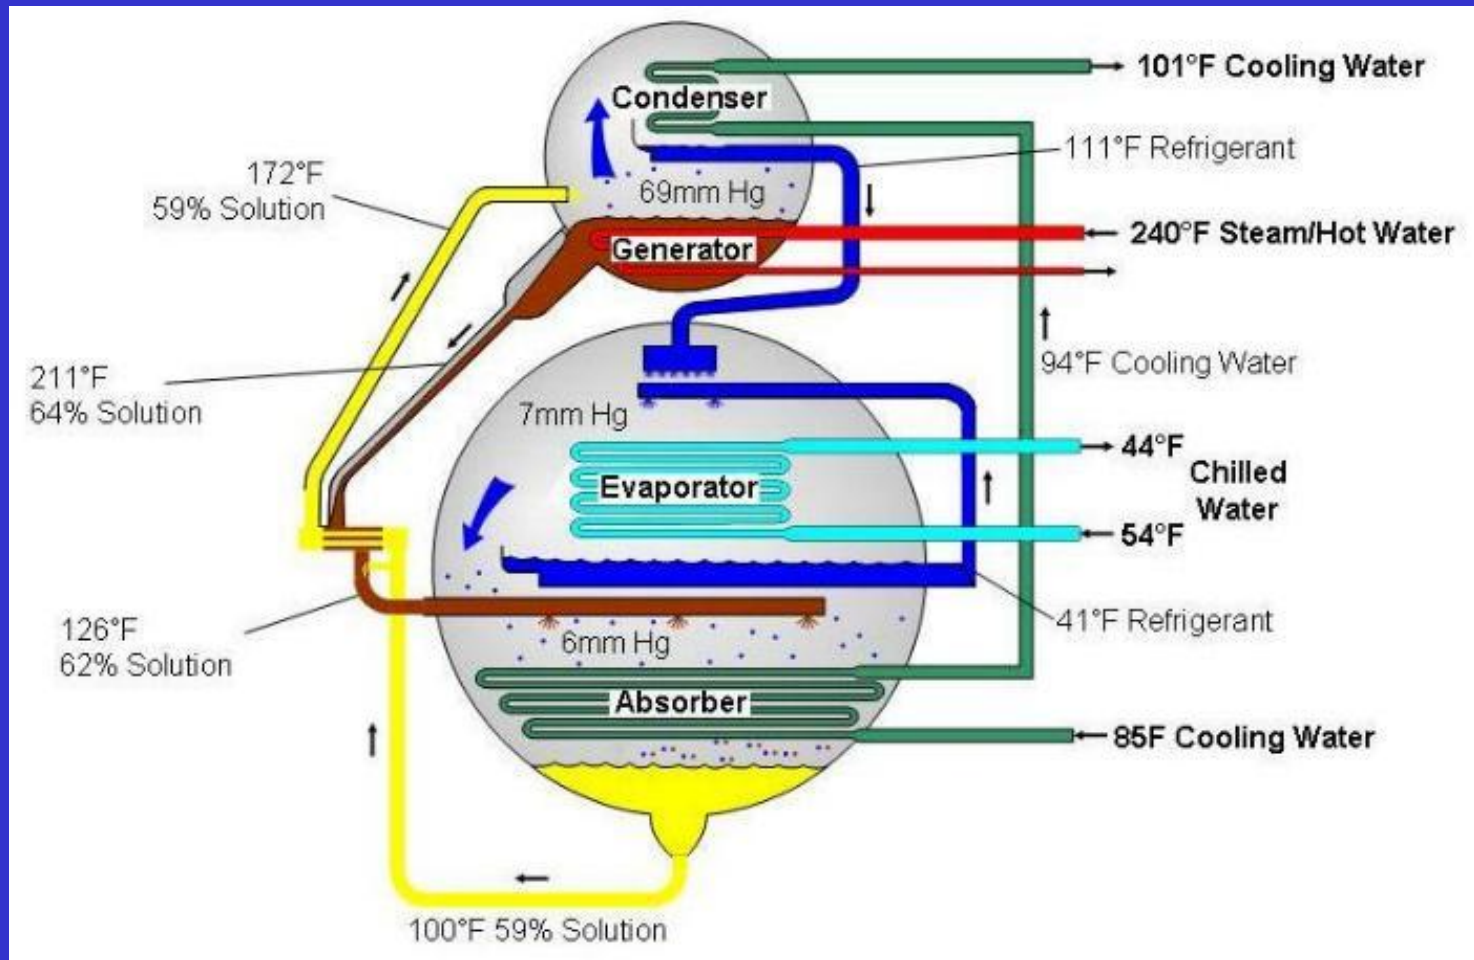 101°F Cooling Water
Condenser
111°F Refrigerant
172°F
59% Solution
69mm Hg
240°F Steam/Hot Water
Generator
94°F Cooling Water
211°F
64% Solution
7mm Hg
44°F
Chilled
Water
Evaporator
54°F
41°F Refrigerant
126°F
62% Solution
6mm Hg
Absorber
85F Cooling Water
100°F 59% Solution